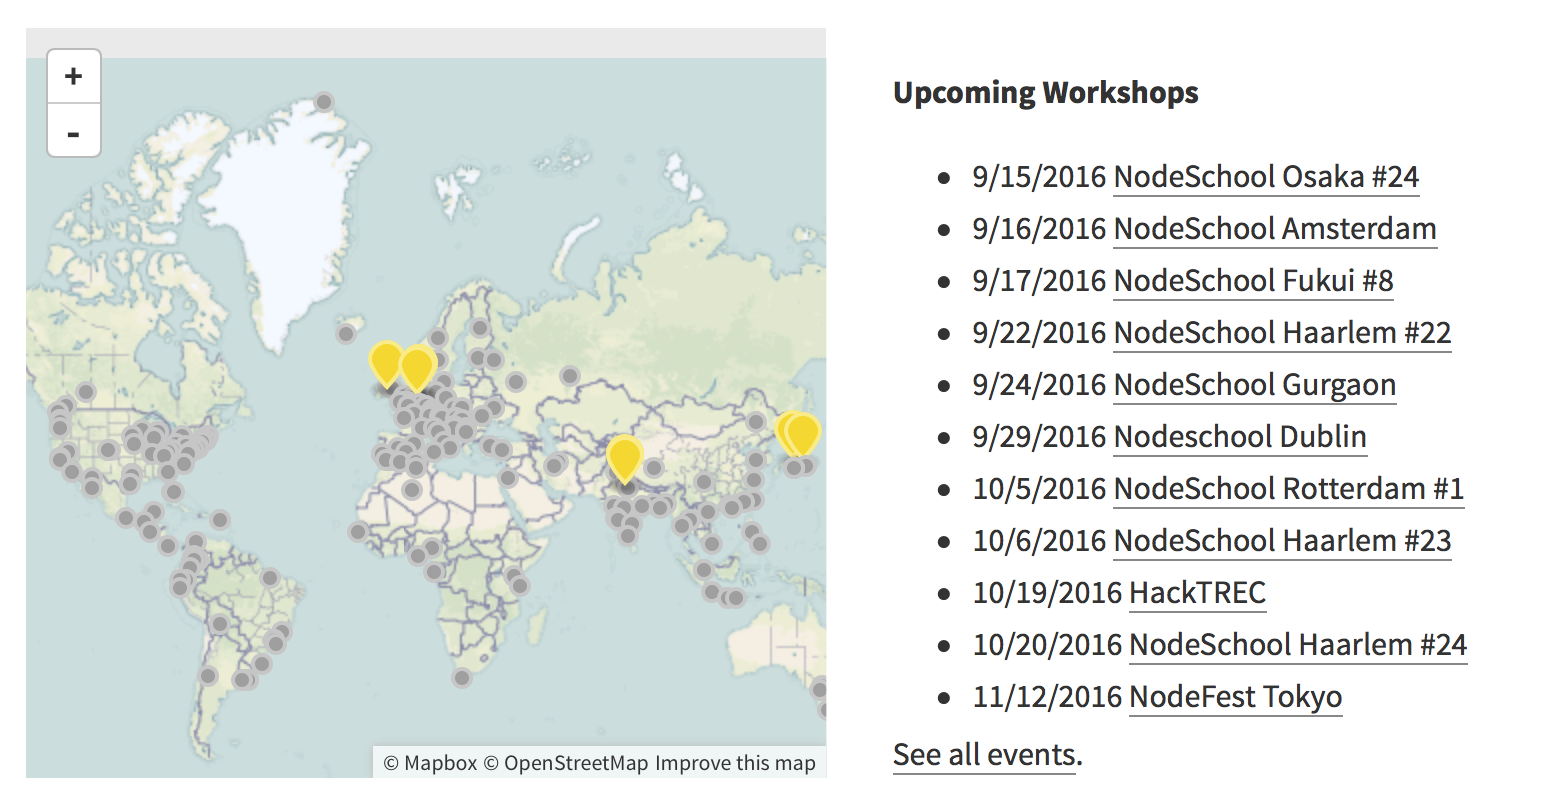 +
-
© Mapbox © OpenStreetMap Improve this map
Upcoming Workshops
9/15/2016 NodeSchool Osaka #24
9/16/2016 NodeSchool Amsterdam
9/17/2016 NodeSchool Fukui #8
9/22/2016 NodeSchool Haarlem #22
9/24/2016 NodeSchool Gurgaon
9/29/2016 Nodeschool Dublin
10/5/2016 NodeSchool Rotterdam #1
10/6/2016 NodeSchool Haarlem #23
10/19/2016 HackTREC
10/20/2016 NodeSchool Haarlem #24
11/12/2016 NodeFest Tokyo
See all events.